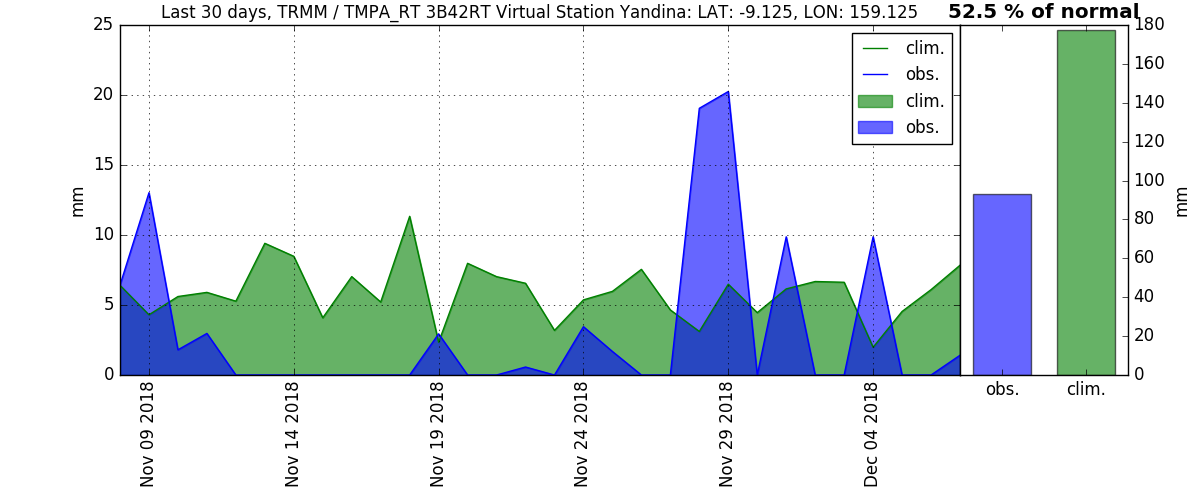 Last 30 days, TRMM / TMPA_RT 3B42RT Virtual Station Yandina: LAT: -9.125, LON: 159.125
52.5 % of normal
25
20
15
10
5
0
mm
clim.
obs.
clim.
obs.
Nov 09 2018
Nov 14 2018
Nov 19 2018
Nov 24 2018
Nov 29 2018
Dec 04 2018
180
160
140
120
100
80
60
40
20
0
mm
obs.
clim.